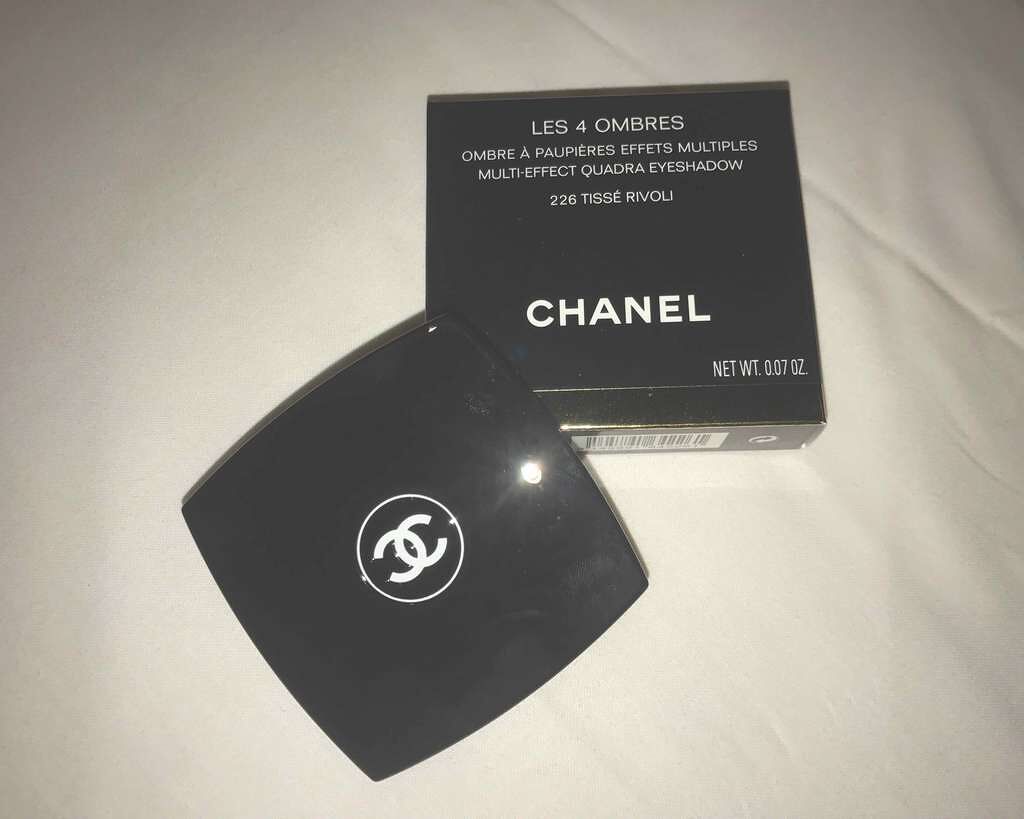 LES 4 OMBRES
OMBRE À PAUPIÈRES EFFETS MULTIPLES
MULTI-EFFECT QUADRA EYESHADOW
226 TISSÉ RIVOLI
CHANEL
NET WT. 0.07 OZ.